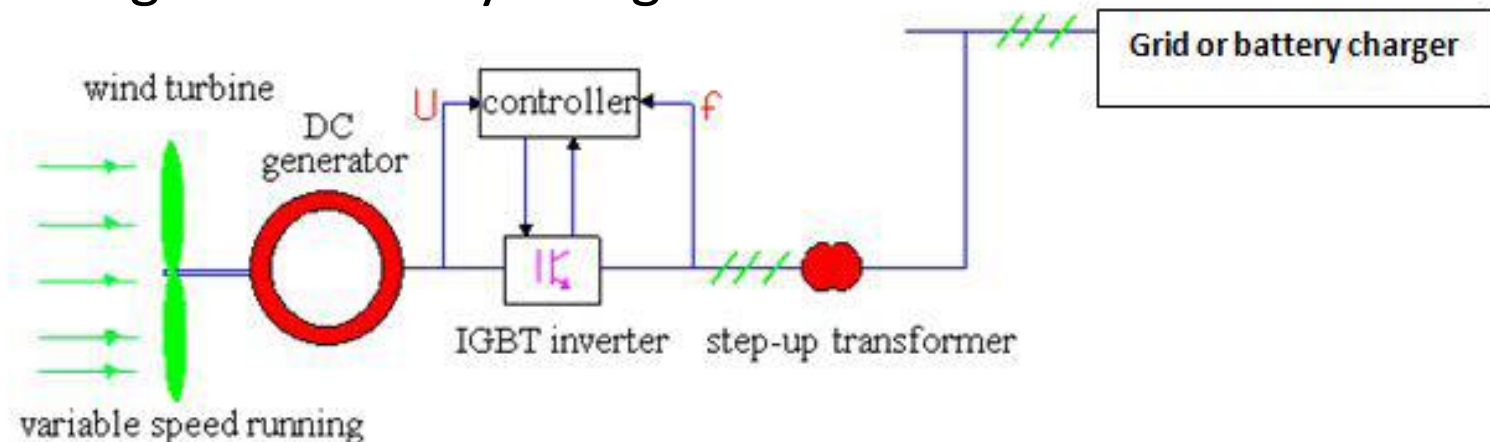 Grid or battery charger
wind turbine
U
controller
f
DC
generator
IGBT inverter
step-up transformer
variable speed running